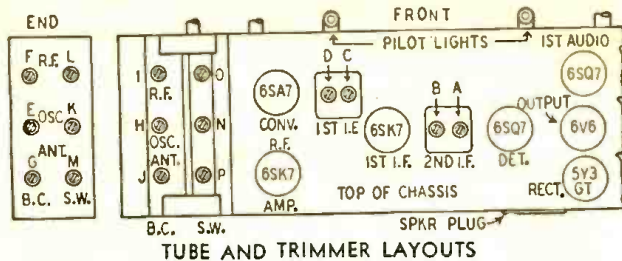 END
FRONT
PILOT LIGHTS
1ST AUDIO
F R.F. L
I O
R.F.
D C
6SQ7
E OSC K
H N
OSC.
6SA7
CONV.
1ST I.F.
B A
OUTPUT
6V6
ANT.
G M
ANT.
J P
R.F.
6SK7
AMP.
6SK7
1ST I.F.
2ND I.F.
6SQ7
DET.
B.C. S.W.
TOP OF CHASSIS
RECT.
5Y3
GT
B.C. S.W.
SPKR PLUG
TUBE AND TRIMMER LAYOUTS